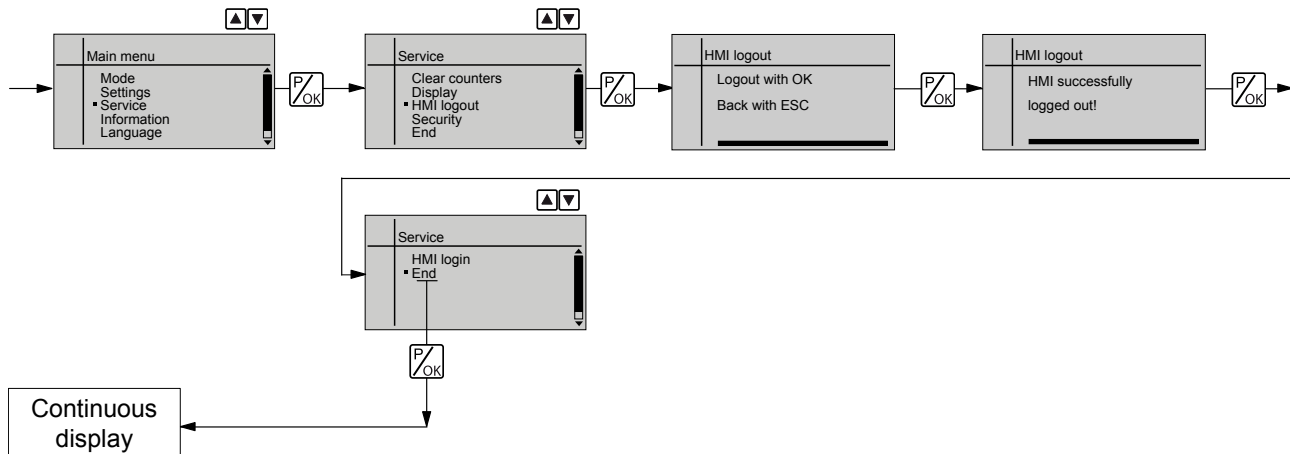 Main menu
Mode
Settings
Service
Information
Language
P/OK
Service
Clear counters
Display
HMI logout
Security
End
P/OK
HMI logout
Logout with OK
Back with ESC
P/OK
HMI logout
HMI successfully
logged out!
P/OK
Service
HMI login
End
P/OK
Continuous
display